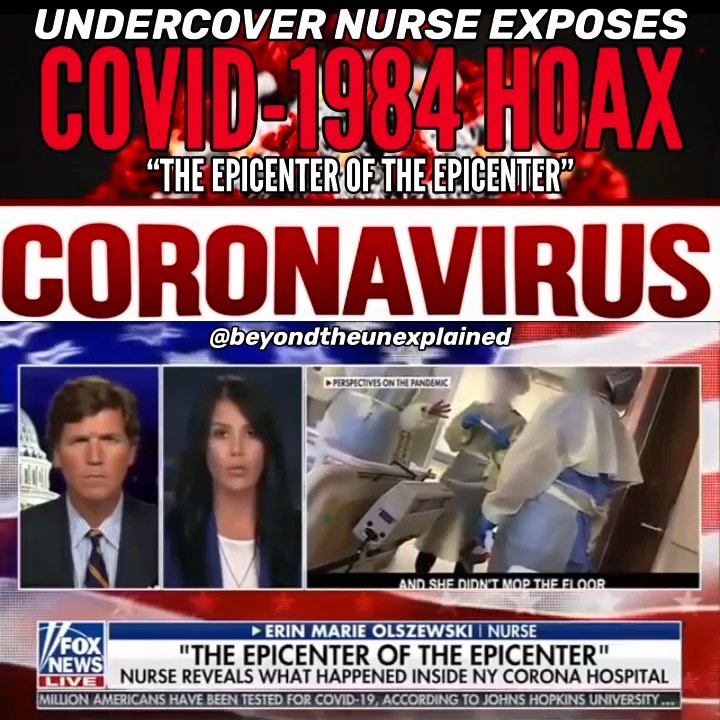 UNDERCOVER NURSE EXPOSES
COVID-1984 HOAX
“THE EPICENTER OF THE EPICENTER”
CORONAVIRUS
@beyondtheunexplained
PERSPECTIVES ON THE PANDEMIC
AND SHE DIDN'T MOP THE FLOOR
ERIN MARIE OLSZEWSKI | NURSE
FOX
NEWS
LIVE
"THE EPICENTER OF THE EPICENTER"
NURSE REVEALS WHAT HAPPENED INSIDE NY CORONA HOSPITAL
MILLION AMERICANS HAVE BEEN TESTED FOR COVID-19, ACCORDING TO JOHNS HOPKINS UNIVERSITY...